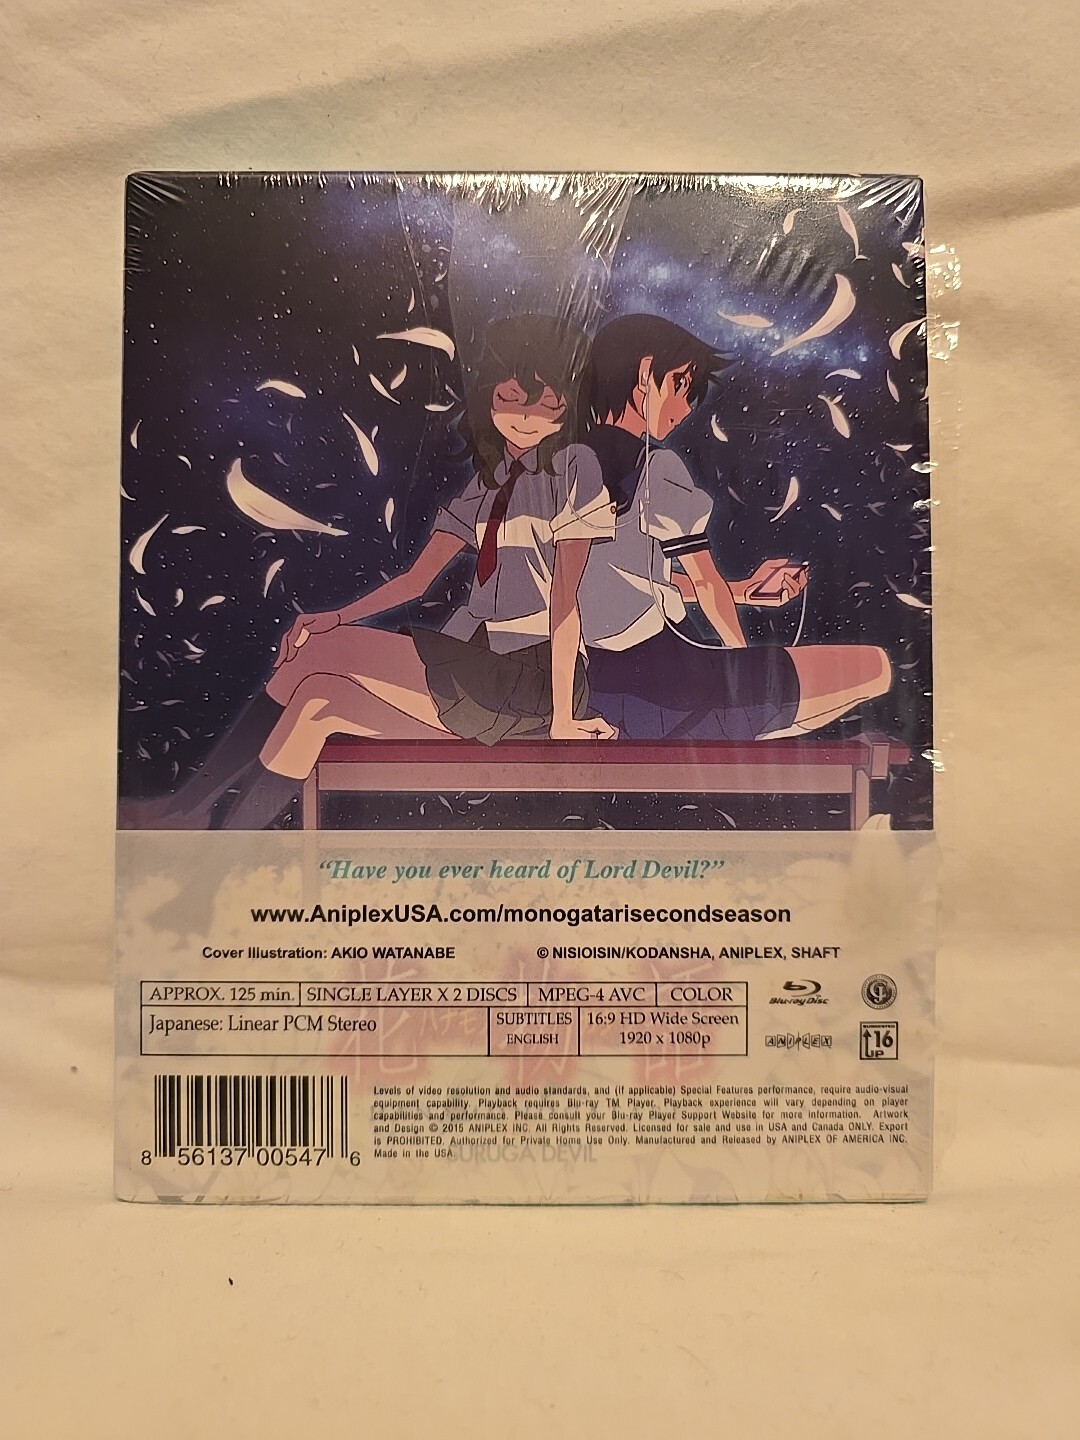 “Have you ever heard of Lord Devil?”
www.AniplexUSA.com/monogatarisecondseason
Cover Illustration: AKIO WATANABE © NISIOISIN/KODANSHA, ANIPLEX, SHAFT
APPROX. 125 min. SINGLE LAYER X 2 DISCS MPEG-4 AVC COLOR
Japanese: Linear PCM Stereo
SUBTITLES
ENGLISH
16:9 HD Wide Screen
1920 x 1080p
Blu-ray Disc
ANIPLEX
SUGGESTED
16
UP
花物語
Levels of video resolution and audio standards, and (if applicable) Special Features performance, require audio-visual
equipment capability. Playback requires Blu-ray TM Player. Playback experience will vary depending on player
capabilities and performance. Please consult your Blu-ray Player Support Website for more information. Artwork
and Design © 2015 ANIPLEX INC. All Rights Reserved. Licensed for sale and use in USA and Canada ONLY. Export
is PROHIBITED. Authorized for Private Home Use Only. Manufactured and Released by ANIPLEX OF AMERICA INC.
Made in the USA
SURUGA DEVIL
8 56137 00547 6